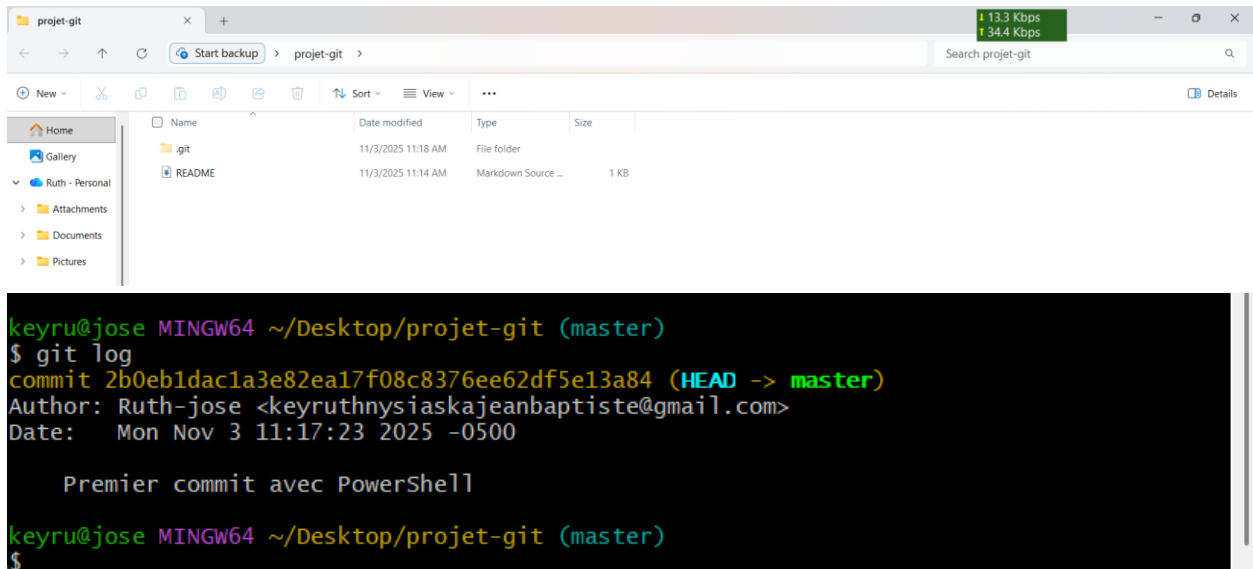 projet-git
13.3 Kbps
34.4 Kbps
Start backup > projet-git >
Search projet-git
New
Sort
View
Details
Home
Gallery
Ruth - Personal
Attachments
Documents
Pictures
Name Date modified Type Size
.git 11/3/2025 11:18 AM File folder
README 11/3/2025 11:14 AM Markdown Source ... 1 KB
keyru@jose MINGW64 ~/Desktop/projet-git (master)
$ git log
commit 2b0eb1dac1a3e82ea17f08c8376ee62df5e13a84 (HEAD -> master)
Author: Ruth-jose <keyruthnysiaskajeanbaptiste@gmail.com>
Date:   Mon Nov 3 11:17:23 2025 -0500
Premier commit avec PowerShell
keyru@jose MINGW64 ~/Desktop/projet-git (master)
$